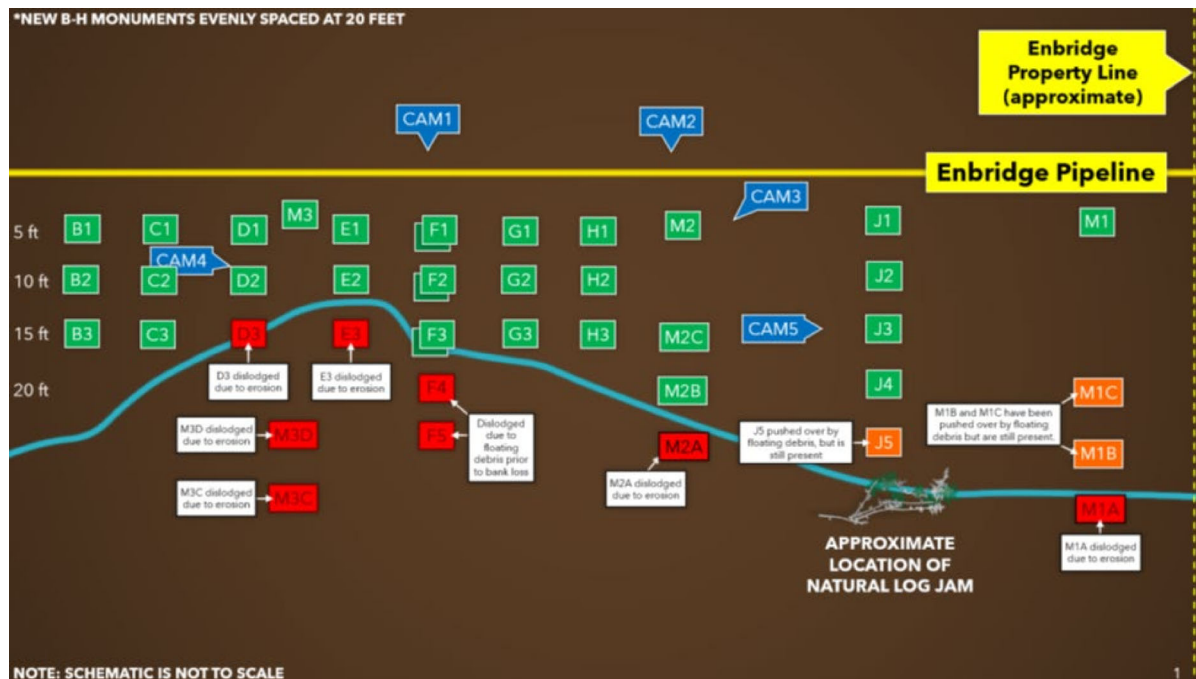 *NEW B-H MONUMENTS EVENLY SPACED AT 20 FEET
Enbridge
Property Line
(approximate)
CAM1
CAM2
Enbridge Pipeline
CAM3
5 ft
B1
C1
D1
M3
E1
F1
G1
H1
M2
J1
M1
CAM4
10 ft
B2
C2
D2
E2
F2
G2
H2
J2
15 ft
B3
C3
D3
E3
F3
G3
H3
M2C
CAM5
J3
20 ft
D3 dislodged
due to erosion
E3 dislodged
due to erosion
F4
M2B
J4
M1C
M3D dislodged
due to erosion
M3D
F5
Dislodged
due to
floating
debris prior
to bank loss
M2A
J5 pushed over by
floating debris, but is
still present
J5
M1B and M1C have been
pushed over by floating
debris but are still present.
M1B
M3C dislodged
due to erosion
M3C
M2A dislodged
due to erosion
M1A
APPROXIMATE
LOCATION OF
NATURAL LOG JAM
M1A dislodged
due to erosion
NOTE: SCHEMATIC IS NOT TO SCALE
1